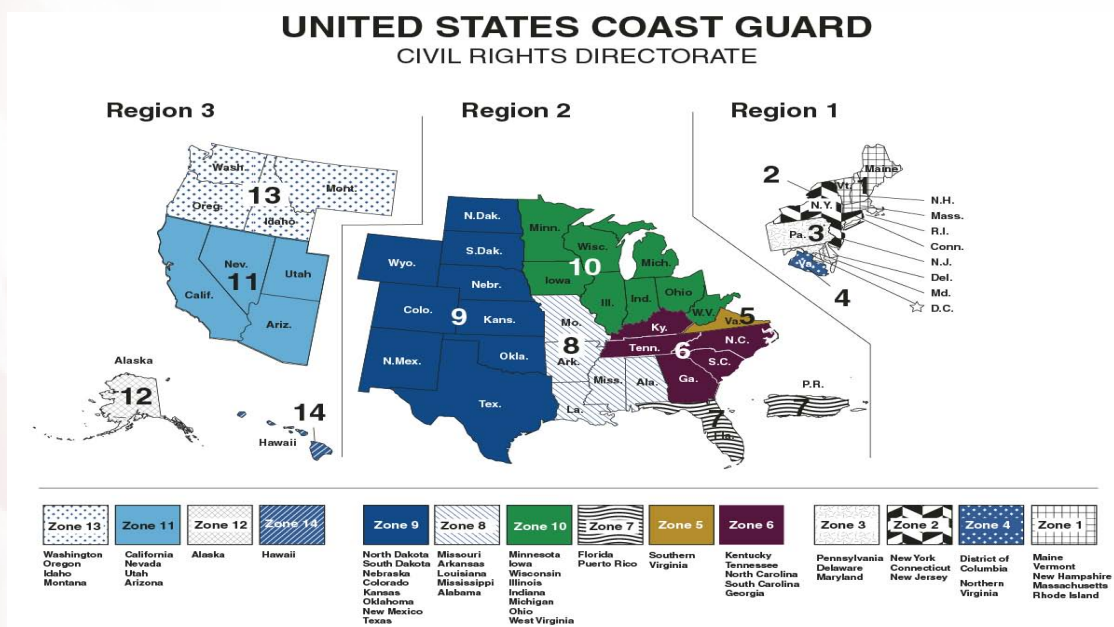 UNITED STATES COAST GUARD
CIVIL RIGHTS DIRECTORATE
Region 3
Region 2
Region 1
Wash.
Mont.
13
Oreg.
Idaho
Nev.
Utah
11
Calif.
Ariz.
Alaska
12
14
Hawaii
N.Dak.
S.Dak.
Wyo.
Nebr.
Colo.
9
Kans.
N.Mex.
Okla.
Tex.
Minn.
Wisc.
Mich.
10
Iowa
Ill.
Ind.
Ohio
W.V.
Mo.
8
Ark.
Miss.
Ala.
La.
Va.
5
Ky.
N.C.
Tenn.
6
S.C.
Ga.
7
Fla.
P.R.
7
2
Maine
Vt.
1
N.Y.
Pa.
3
Va.
4
N.H.
Mass.
R.I.
Conn.
N.J.
Del.
Md.
D.C.
Zone 13
Washington
Oregon
Idaho
Montana
Zone 11
California
Nevada
Utah
Arizona
Zone 12
Alaska
Zone 14
Hawaii
Zone 9
North Dakota
South Dakota
Nebraska
Colorado
Kansas
Oklahoma
New Mexico
Texas
Zone 8
Missouri
Arkansas
Louisiana
Mississippi
Alabama
Zone 10
Minnesota
Iowa
Wisconsin
Illinois
Indiana
Michigan
Ohio
West Virginia
Zone 7
Florida
Puerto Rico
Zone 5
Southern
Virginia
Zone 6
Kentucky
Tennessee
North Carolina
South Carolina
Georgia
Zone 3
Pennsylvania
Delaware
Maryland
Zone 2
New York
Connecticut
New Jersey
Zone 4
District of
Columbia
Northern
Virginia
Zone 1
Maine
Vermont
New Hampshire
Massachusetts
Rhode Island